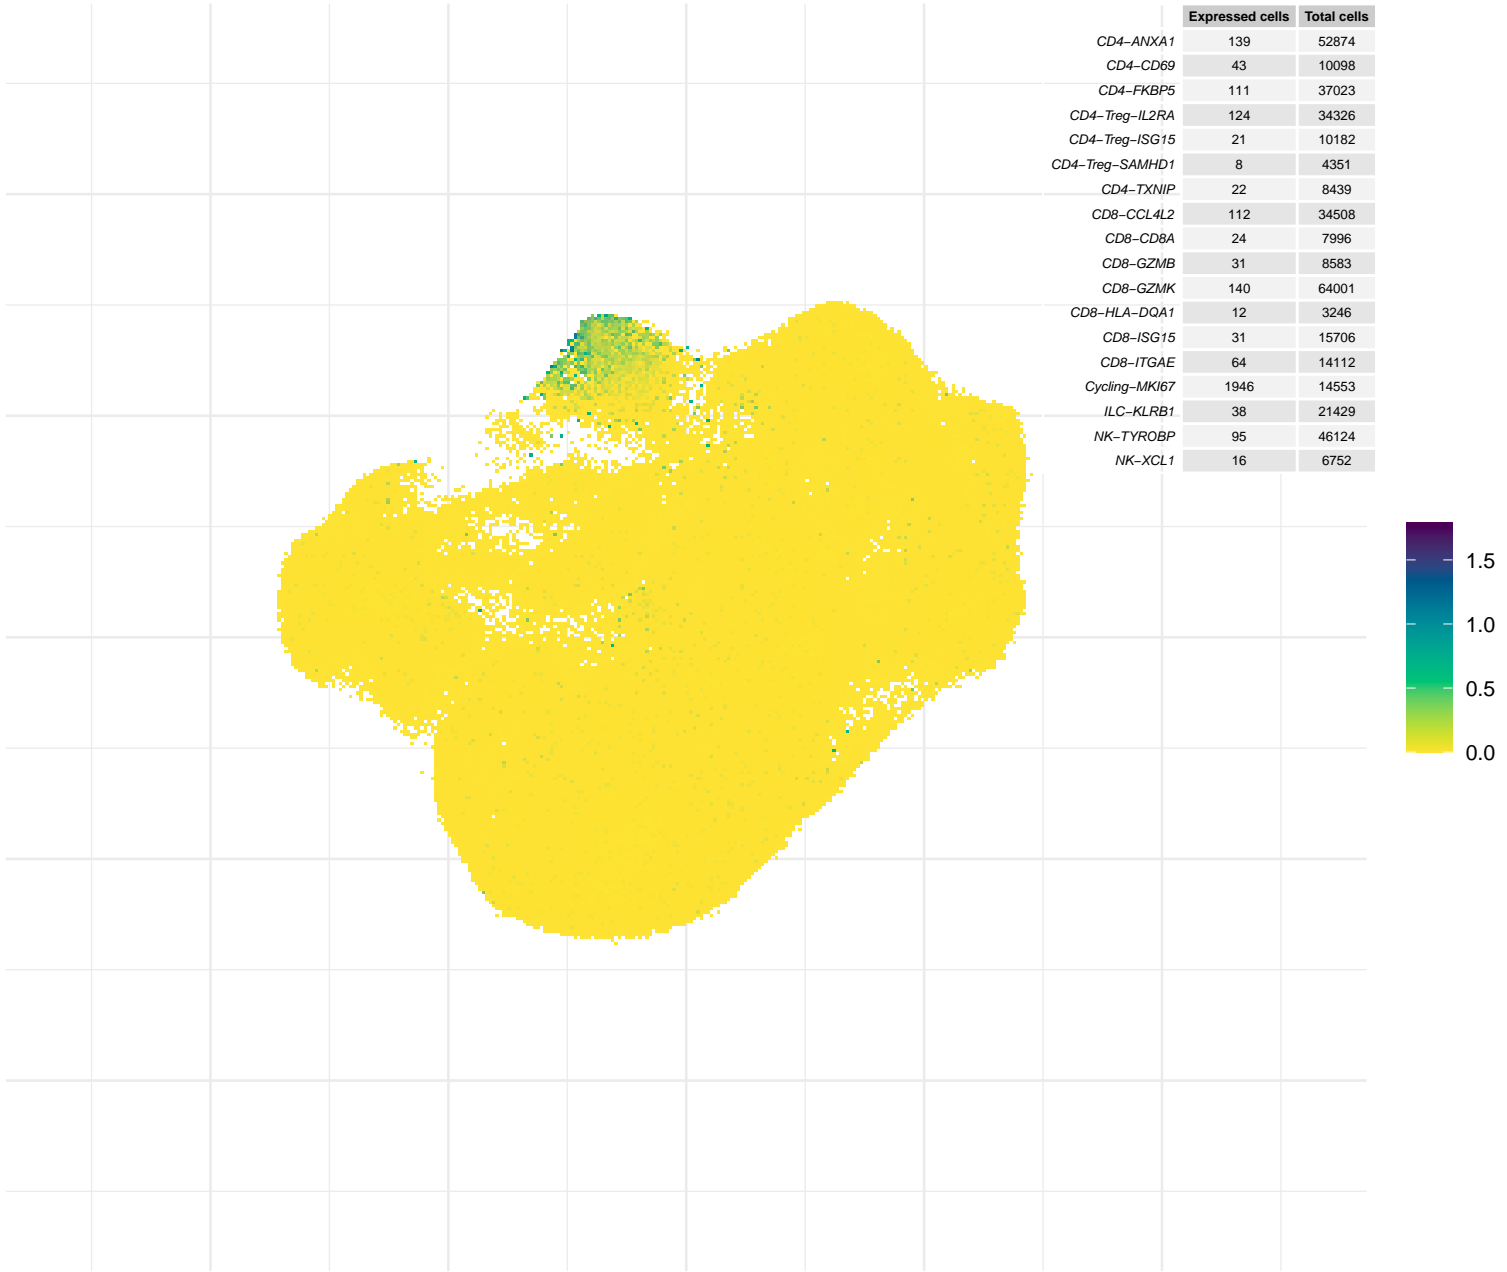 Expressed cells Total cells
CD4−ANXA1 139 52874
CD4−CD69 43 10098
CD4−FKBP5 111 37023
CD4−Treg−IL2RA 124 34326
CD4−Treg−ISG15 21 10182
CD4−Treg−SAMHD1 8 4351
CD4−TXNIP 22 8439
CD8−CCL4L2 112 34508
CD8−CD8A 24 7996
CD8−GZMB 31 8583
CD8−GZMK 140 64001
CD8−HLA−DQA1 12 3246
CD8−ISG15 31 15706
CD8−ITGAE 64 14112
Cycling−MKI67 1946 14553
ILC−KLRB1 38 21429
NK−TYROBP 95 46124
NK−XCL1 16 6752
1.5
1.0
0.5
0.0